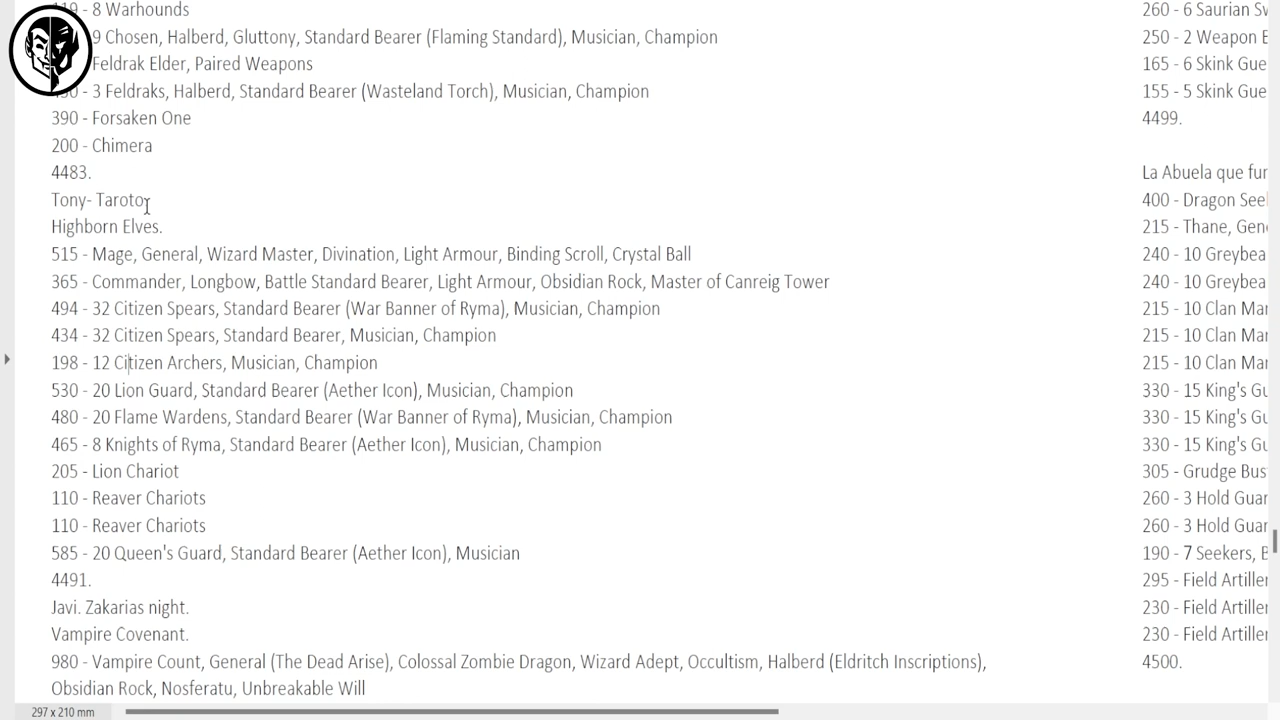 8 Warhounds
9 Chosen, Halberd, Gluttony, Standard Bearer (Flaming Standard), Musician, Champion
Feldrak Elder, Paired Weapons
3 Feldraks, Halberd, Standard Bearer (Wasteland Torch), Musician, Champion
390 - Forsaken One
200 - Chimera
4483.
Tony- Taroto
Highborn Elves.
515 - Mage, General, Wizard Master, Divination, Light Armour, Binding Scroll, Crystal Ball
365 - Commander, Longbow, Battle Standard Bearer, Light Armour, Obsidian Rock, Master of Canreig Tower
494 - 32 Citizen Spears, Standard Bearer (War Banner of Ryma), Musician, Champion
434 - 32 Citizen Spears, Standard Bearer, Musician, Champion
198 - 12 Citizen Archers, Musician, Champion
530 - 20 Lion Guard, Standard Bearer (Aether Icon), Musician, Champion
480 - 20 Flame Wardens, Standard Bearer (War Banner of Ryma), Musician, Champion
465 - 8 Knights of Ryma, Standard Bearer (Aether Icon), Musician, Champion
205 - Lion Chariot
110 - Reaver Chariots
110 - Reaver Chariots
585 - 20 Queen's Guard, Standard Bearer (Aether Icon), Musician
4491.
Javi. Zakarias night.
Vampire Covenant.
980 - Vampire Count, General (The Dead Arise), Colossal Zombie Dragon, Wizard Adept, Occultism, Halberd (Eldritch Inscriptions),
Obsidian Rock, Nosferatu, Unbreakable Will
260 - 6 Saurian
250 - 2 Weapon
165 - 6 Skink
155 - 5 Skink
4499.
La Abuela que
400 - Dragon
215 - Thane,
240 - 10
240 - 10
215 - 10 Clan
215 - 10 Clan
215 - 10 Clan
330 - 15 King's
330 - 15 King's
330 - 15 King's
305 - Grudge
260 - 3 Hold
260 - 3 Hold
190 - 7 Seekers,
295 - Field
230 - Field
230 - Field
4500.
297 x 210 mm